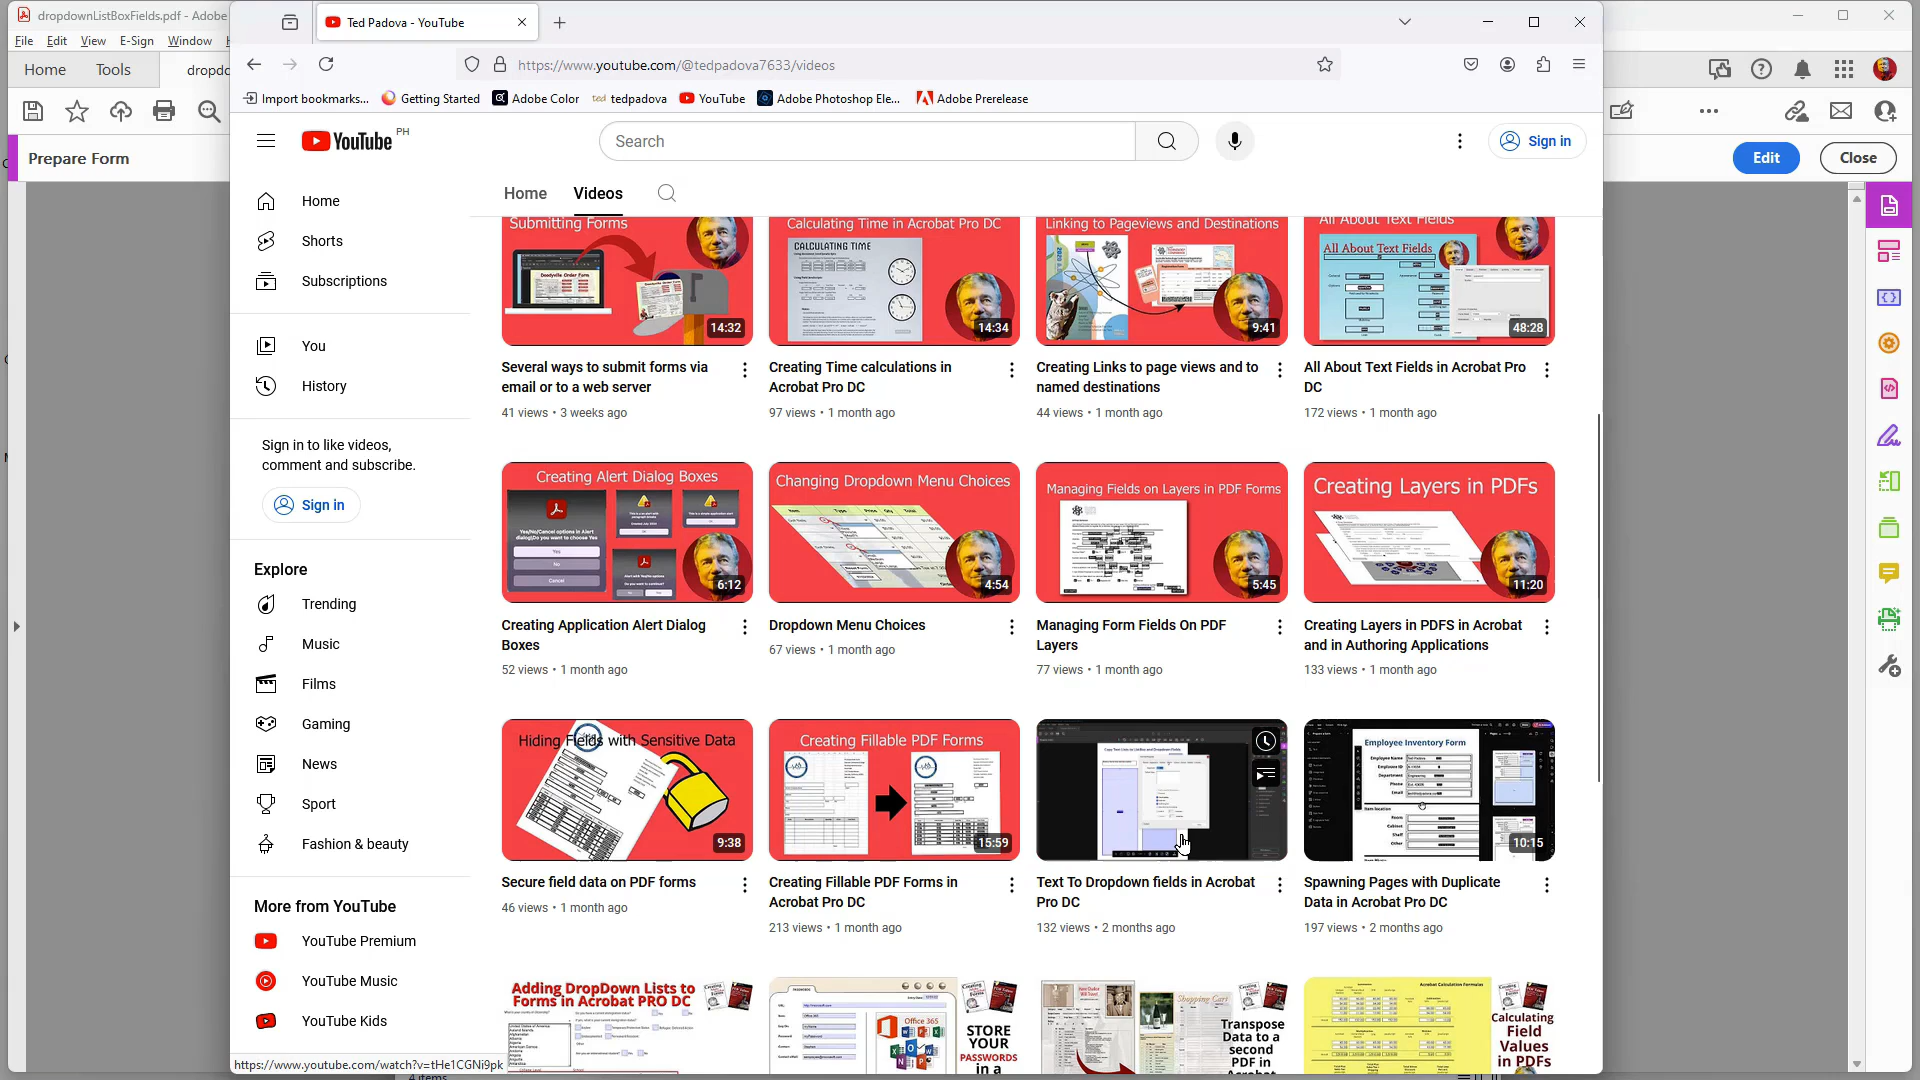 dropdownListBoxFields.pdf - Adobe
Ted Padova - YouTube
File Edit View E-Sign Window
Home Tools
https://www.youtube.com/@tedpadova7633/videos
Import bookmarks... Getting Started Adobe Color tedpadova YouTube Adobe Photoshop Ele... Adobe Prerelease
YouTube PH
Search
Sign in
Prepare Form
Edit
Close
Home Videos
Home
Shorts
Subscriptions
You
History
Sign in to like videos,
comment and subscribe.
Sign in
Explore
Trending
Music
Films
Gaming
News
Sport
Fashion & beauty
More from YouTube
YouTube Premium
YouTube Music
YouTube Kids
https://www.youtube.com/watch?v=tHe1CGNi9pk
Submitting Forms
14:32
Several ways to submit forms via
email or to a web server
41 views • 3 weeks ago
Calculating Time in Acrobat Pro DC
CALCULATING TIME
14:34
Creating Time calculations in
Acrobat Pro DC
97 views • 1 month ago
Linking to Pageviews and Destinations
9:41
Creating Links to page views and to
named destinations
44 views • 1 month ago
All About Text Fields
All About Text Fields
48:28
All About Text Fields in Acrobat Pro
DC
172 views • 1 month ago
Creating Alert Dialog Boxes
Yes
No
Cancel
6:12
Creating Application Alert Dialog
Boxes
52 views • 1 month ago
Changing Dropdown Menu Choices
4:54
Dropdown Menu Choices
67 views • 1 month ago
Managing Fields on Layers in PDF Forms
5:45
Managing Form Fields On PDF
Layers
77 views • 1 month ago
Creating Layers in PDFs
11:20
Creating Layers in PDFS in Acrobat
and in Authoring Applications
133 views • 1 month ago
Hiding Fields with Sensitive Data
9:38
Secure field data on PDF forms
46 views • 1 month ago
Creating Fillable PDF Forms
15:59
Creating Fillable PDF Forms in
Acrobat Pro DC
213 views • 1 month ago
Text To Dropdown fields in Acrobat
Pro DC
132 views • 2 months ago
Employee Inventory Form
10:15
Spawning Pages with Duplicate
Data in Acrobat Pro DC
197 views • 2 months ago
Adding DropDown Lists to
Forms in Acrobat PRO DC
Office 365
STORE
YOUR
PASSWORDS
in a
Shopping Cart
Transpose
Data to a
second
PDF in
Acrobat
Acrobat Calculation Formulas
Calculating
Field
Values
in PDFs